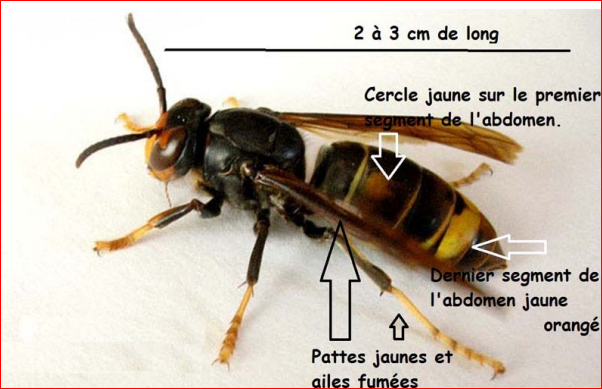 2 à 3 cm de long
Cercle jaune sur le premier
segment de l'abdomen.
Dernier segment de
l'abdomen jaune
orangé
Pattes jaunes et
ailes fumées